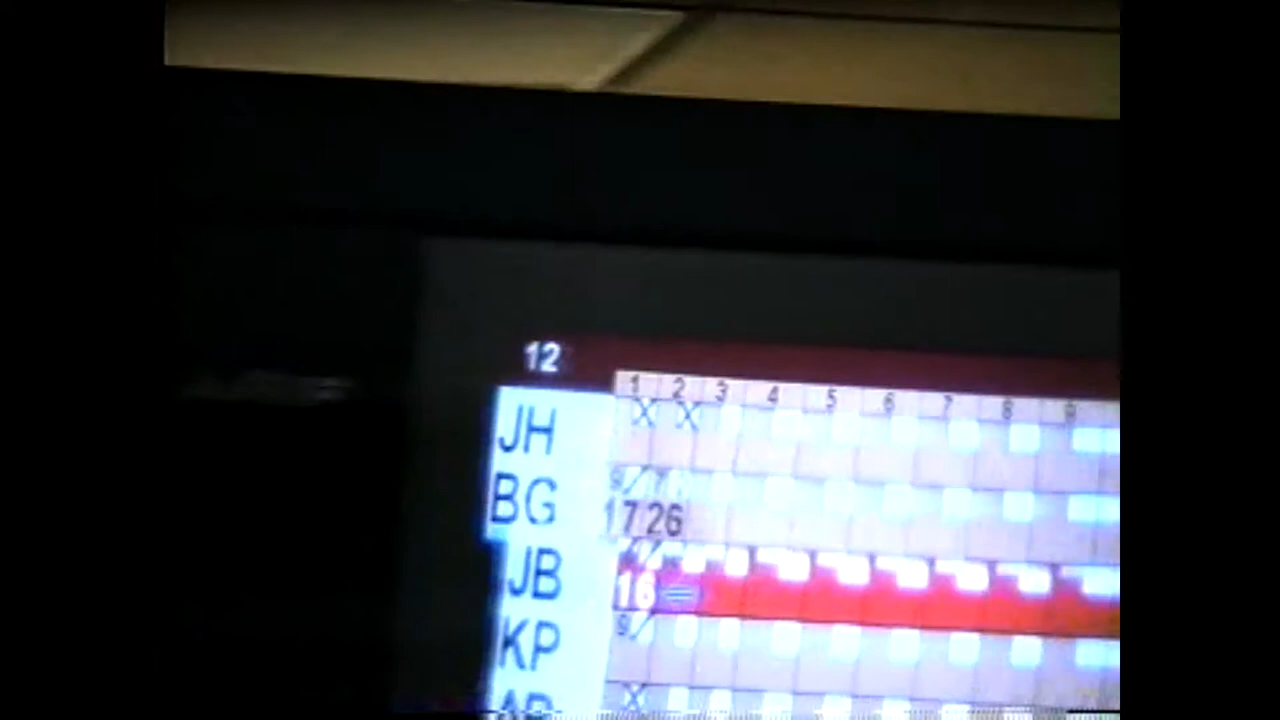 12
1 2 3 4 5 6 7 8 9
JH X X
BG 9/ 7
17 26
JB
16
KP 9/
X